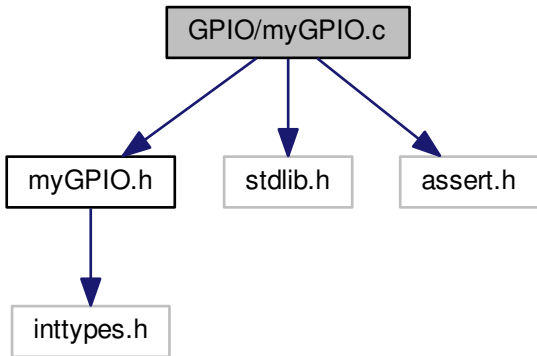 GPIO/myGPIO.c
myGPIO.h
stdlib.h
assert.h
inttypes.h